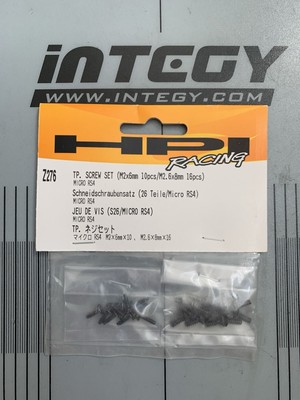 iNTEGY
WWW.INTEGY.COM
HPI
RACING
Z276
TP. SCREW SET (M2x6mm 10pcs/M2.6x8mm 16pcs)
MICRO RS4
Schneidschraubensatz (26 Teile/Micro RS4)
MICRO RS4
JEU DE VIS (S26/MICRO RS4)
MICRO RS4
TP. ネジセット
マイクロ RS4 M2×6mm×10、 M2.6×8mm×16